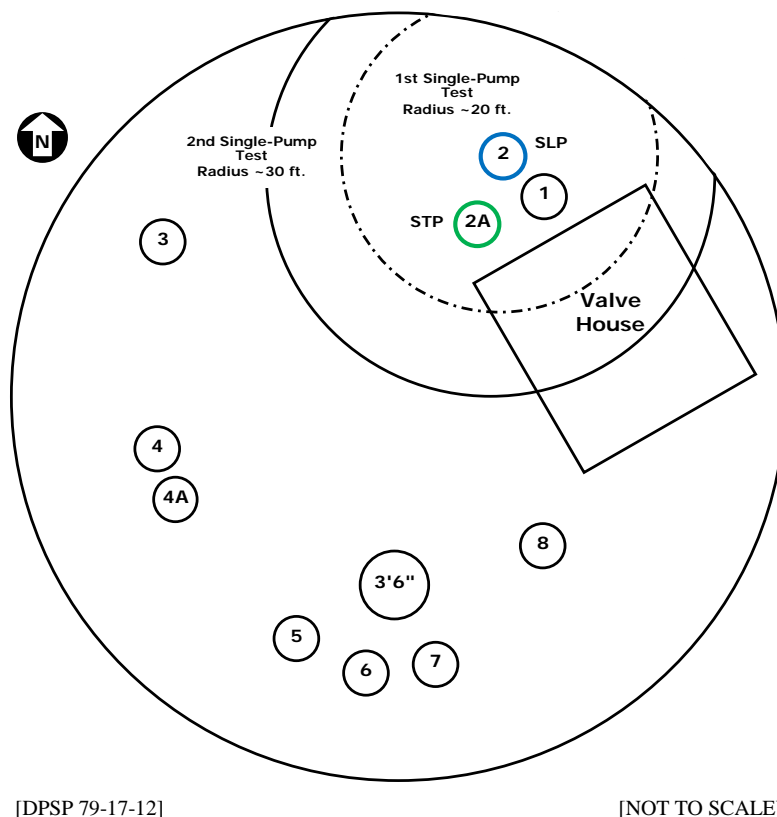 1st Single-Pump
Test
Radius ~20 ft.
N
2nd Single-Pump
Test
Radius ~30 ft.
2
SLP
1
STP
2A
3
Valve
House
4
4A
8
3'6"
5
6
7
[DPSP 79-17-12]
[NOT TO SCALE]